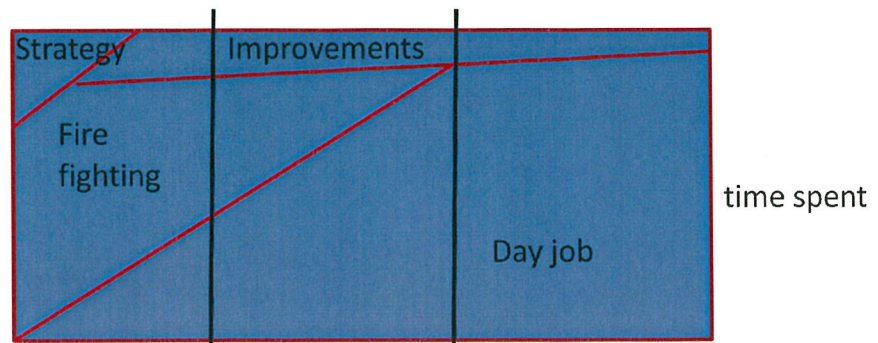 Strategy
Improvements
Fire
fighting
time spent
Day job